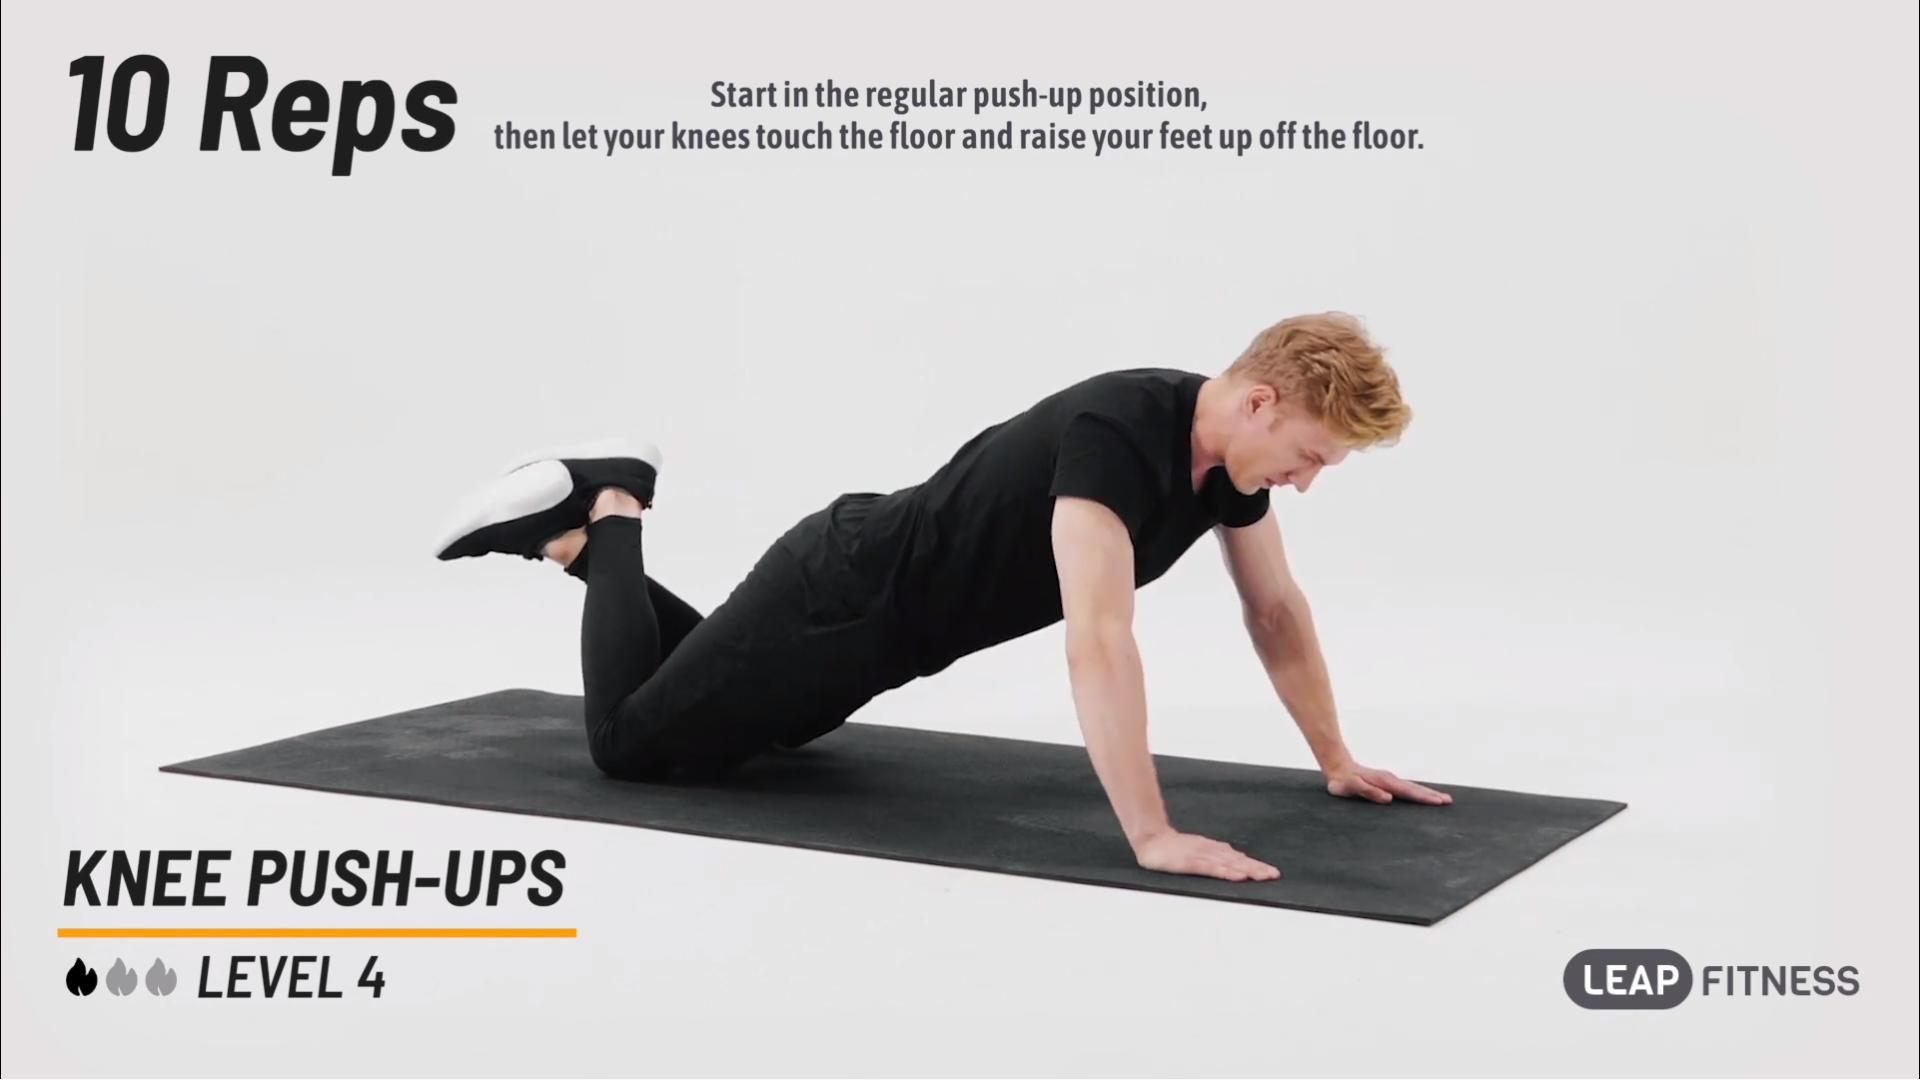 10 Reps
Start in the regular push-up position,
then let your knees touch the floor and raise your feet up off the floor.
KNEE PUSH-UPS
LEVEL 4
LEAP FITNESS